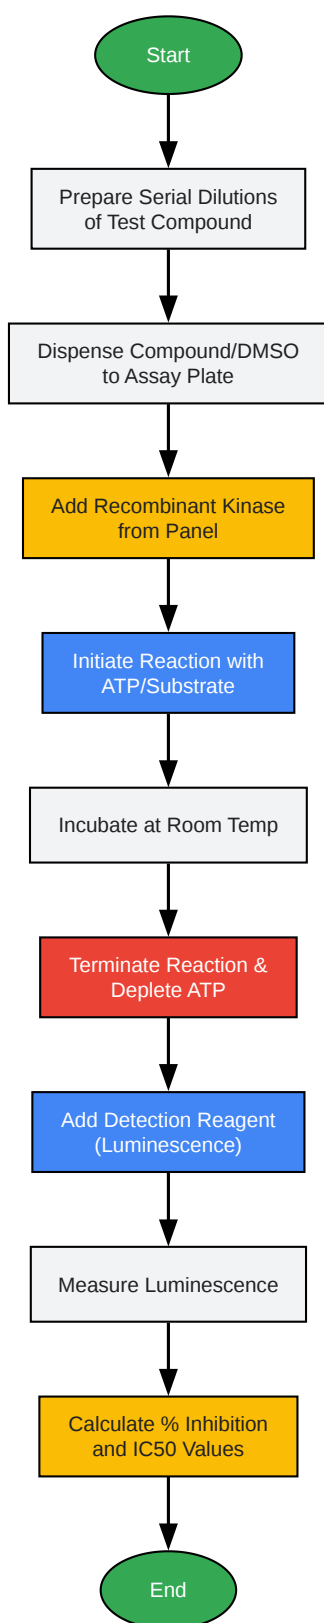 Start
Prepare Serial Dilutions
of Test Compound
Dispense Compound/DMSO
to Assay Plate
Add Recombinant Kinase
from Panel
Initiate Reaction with
ATP/Substrate
Incubate at Room Temp
Terminate Reaction &
Deplete ATP
Add Detection Reagent
(Luminescence)
Measure Luminescence
Calculate % Inhibition
and IC50 Values
End